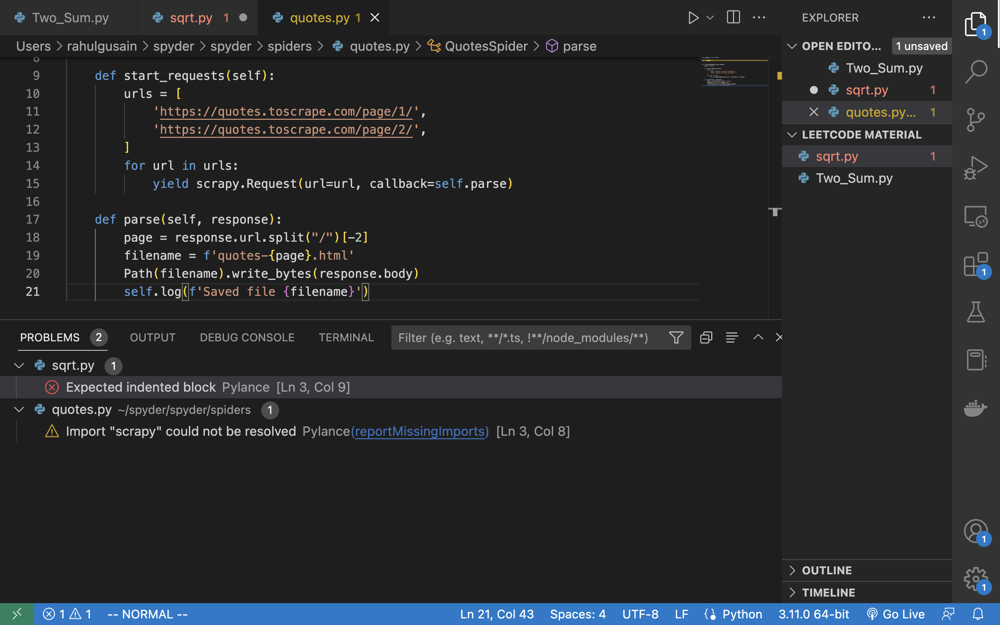 Two_Sum.py
sqrt.py 1
quotes.py 1
Users > rahulgusain > spyder > spyder > spiders > quotes.py > QuotesSpider > parse
8
9 def start_requests(self):
10 urls = [
11 'https://quotes.toscrape.com/page/1/',
12 'https://quotes.toscrape.com/page/2/',
13 ]
14 for url in urls:
15 yield scrapy.Request(url=url, callback=self.parse)
16
17 def parse(self, response):
18 page = response.url.split("/")[-2]
19 filename = f'quotes-{page}.html'
20 Path(filename).write_bytes(response.body)
21 self.log(f'Saved file {filename}')
PROBLEMS 2 OUTPUT DEBUG CONSOLE TERMINAL Filter (e.g. text, **/*.ts, !**/node_modules/**)
sqrt.py 1
Expected indented block Pylance [Ln 3, Col 9]
quotes.py ~/spyder/spyder/spiders 1
Import "scrapy" could not be resolved Pylance(reportMissingImports) [Ln 3, Col 8]
EXPLORER
OPEN EDITO... 1 unsaved
Two_Sum.py
sqrt.py 1
quotes.py... 1
LEETCODE MATERIAL
sqrt.py 1
Two_Sum.py
OUTLINE
TIMELINE
1
1
1
1
1 1 -- NORMAL -- Ln 21, Col 43 Spaces: 4 UTF-8 LF Python 3.11.0 64-bit Go Live